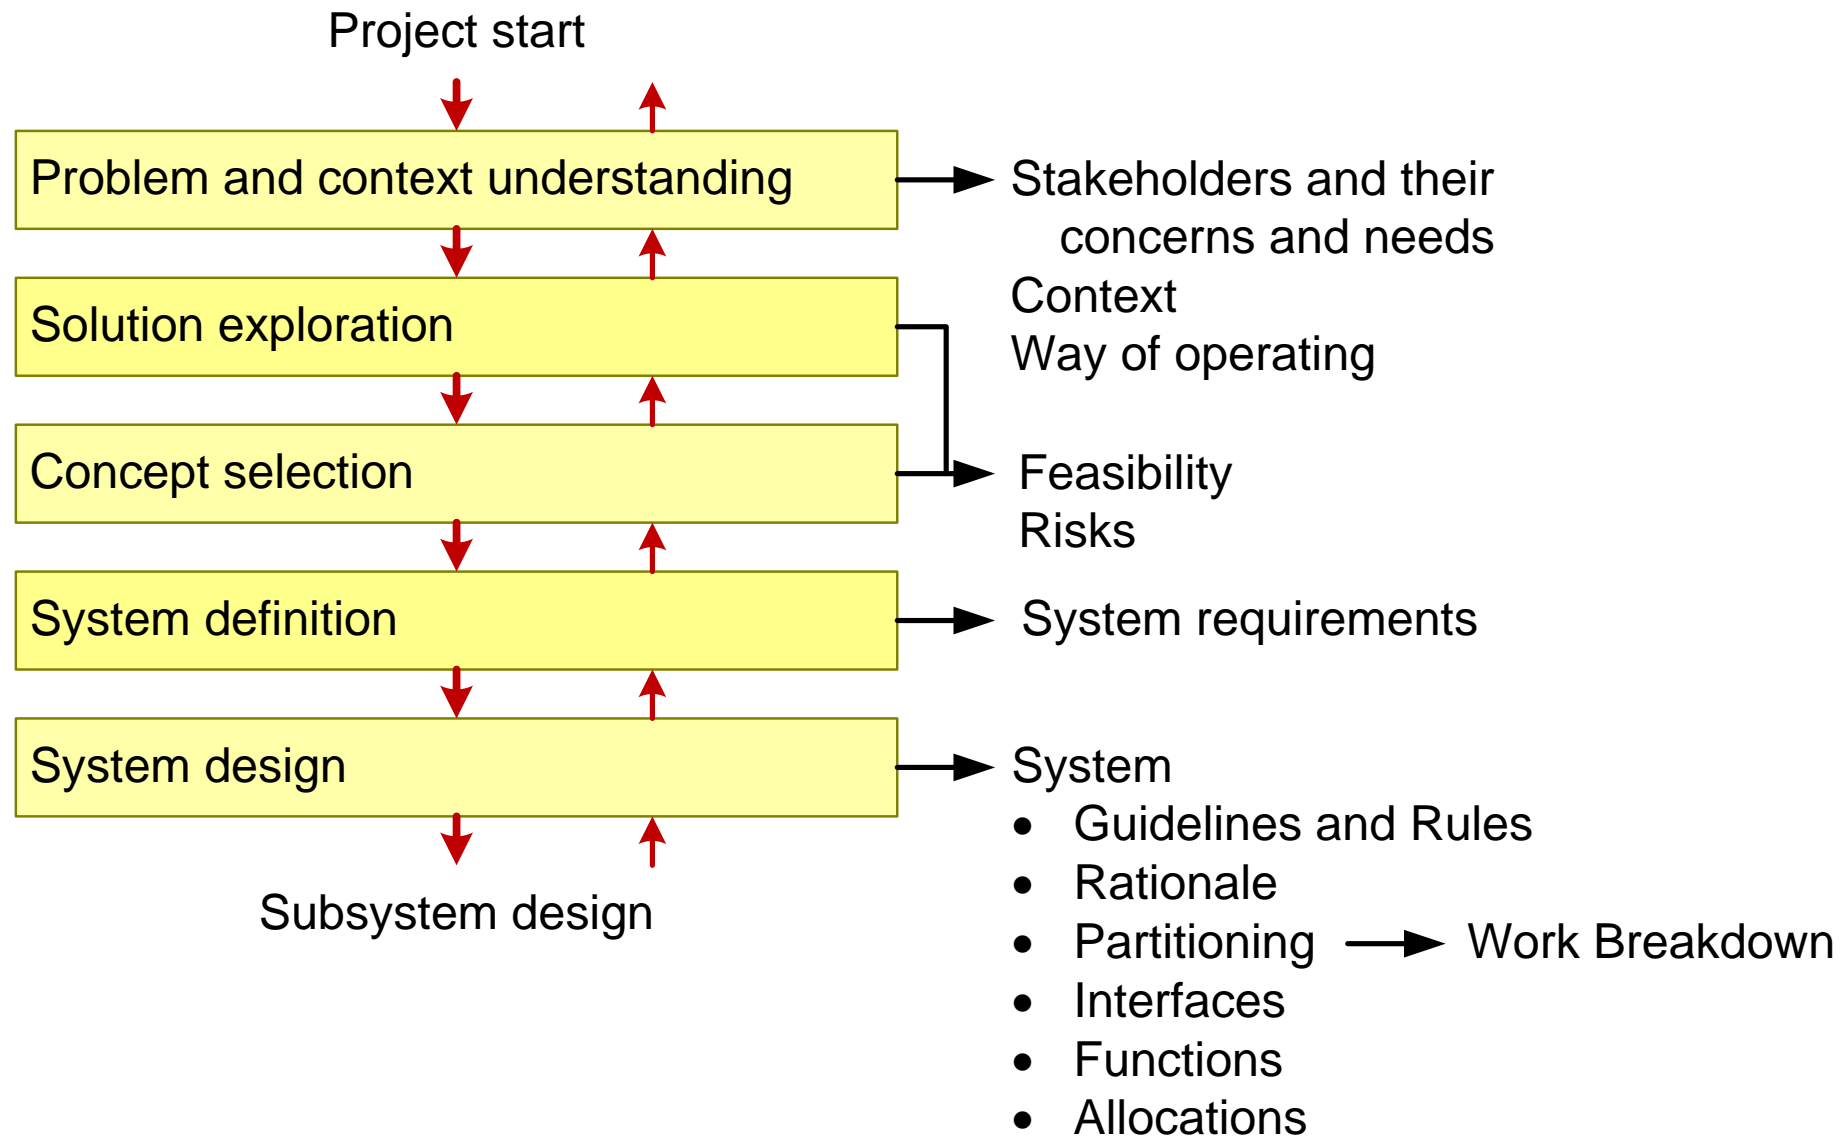 Project start
Problem and context understanding
Stakeholders and their
concerns and needs
Context
Way of operating
Solution exploration
Concept selection
Feasibility
Risks
System definition
System requirements
System design
System
• Guidelines and Rules
• Rationale
• Partitioning
Work Breakdown
• Interfaces
• Functions
• Allocations
Subsystem design